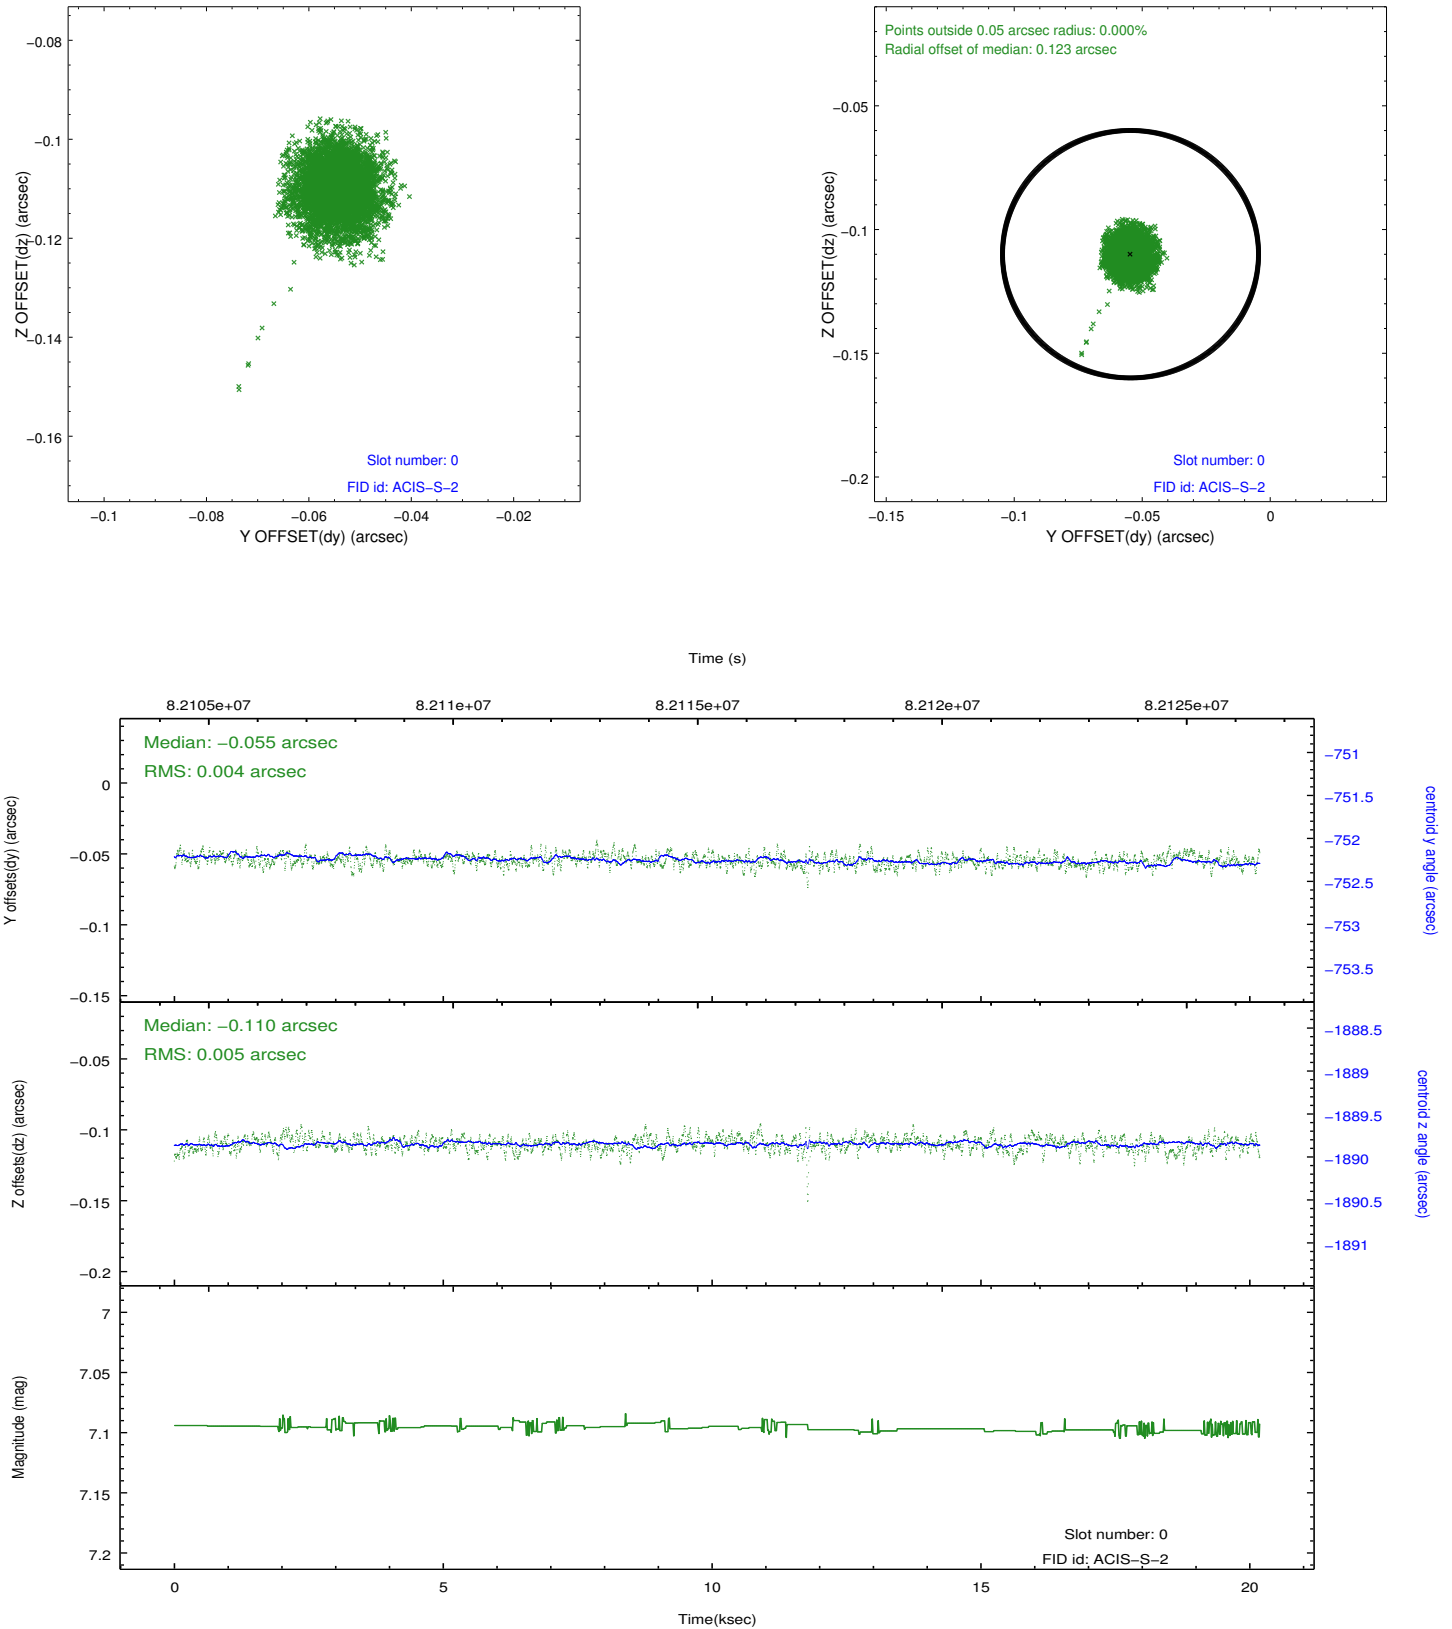 −0.08
−0.1
−0.12
−0.14
−0.16
Z OFFSET(dz) (arcsec)
Slot number: 0
FID id: ACIS−S−2
−0.1 −0.08 −0.06 −0.04 −0.02
Y OFFSET(dy) (arcsec)
Points outside 0.05 arcsec radius: 0.000%
Radial offset of median: 0.123 arcsec
−0.05
−0.1
−0.15
−0.2
Z OFFSET(dz) (arcsec)
Slot number: 0
FID id: ACIS−S−2
−0.15 −0.1 −0.05 0
Y OFFSET(dy) (arcsec)
Time (s)
8.2105e+07 8.211e+07 8.2115e+07 8.212e+07 8.2125e+07
Median: −0.055 arcsec
RMS: 0.004 arcsec
0
−0.05
−0.1
−0.15
Y offsets(dy) (arcsec)
−751
−751.5
−752
−752.5
−753
−753.5
centroid y angle (arcsec)
Median: −0.110 arcsec
RMS: 0.005 arcsec
−0.05
−0.1
−0.15
−0.2
Z offsets(dz) (arcsec)
−1888.5
−1889
−1889.5
−1890
−1890.5
−1891
centroid z angle (arcsec)
7
7.05
7.1
7.15
7.2
Magnitude (mag)
Slot number: 0
FID id: ACIS−S−2
0 5 10 15 20
Time(ksec)